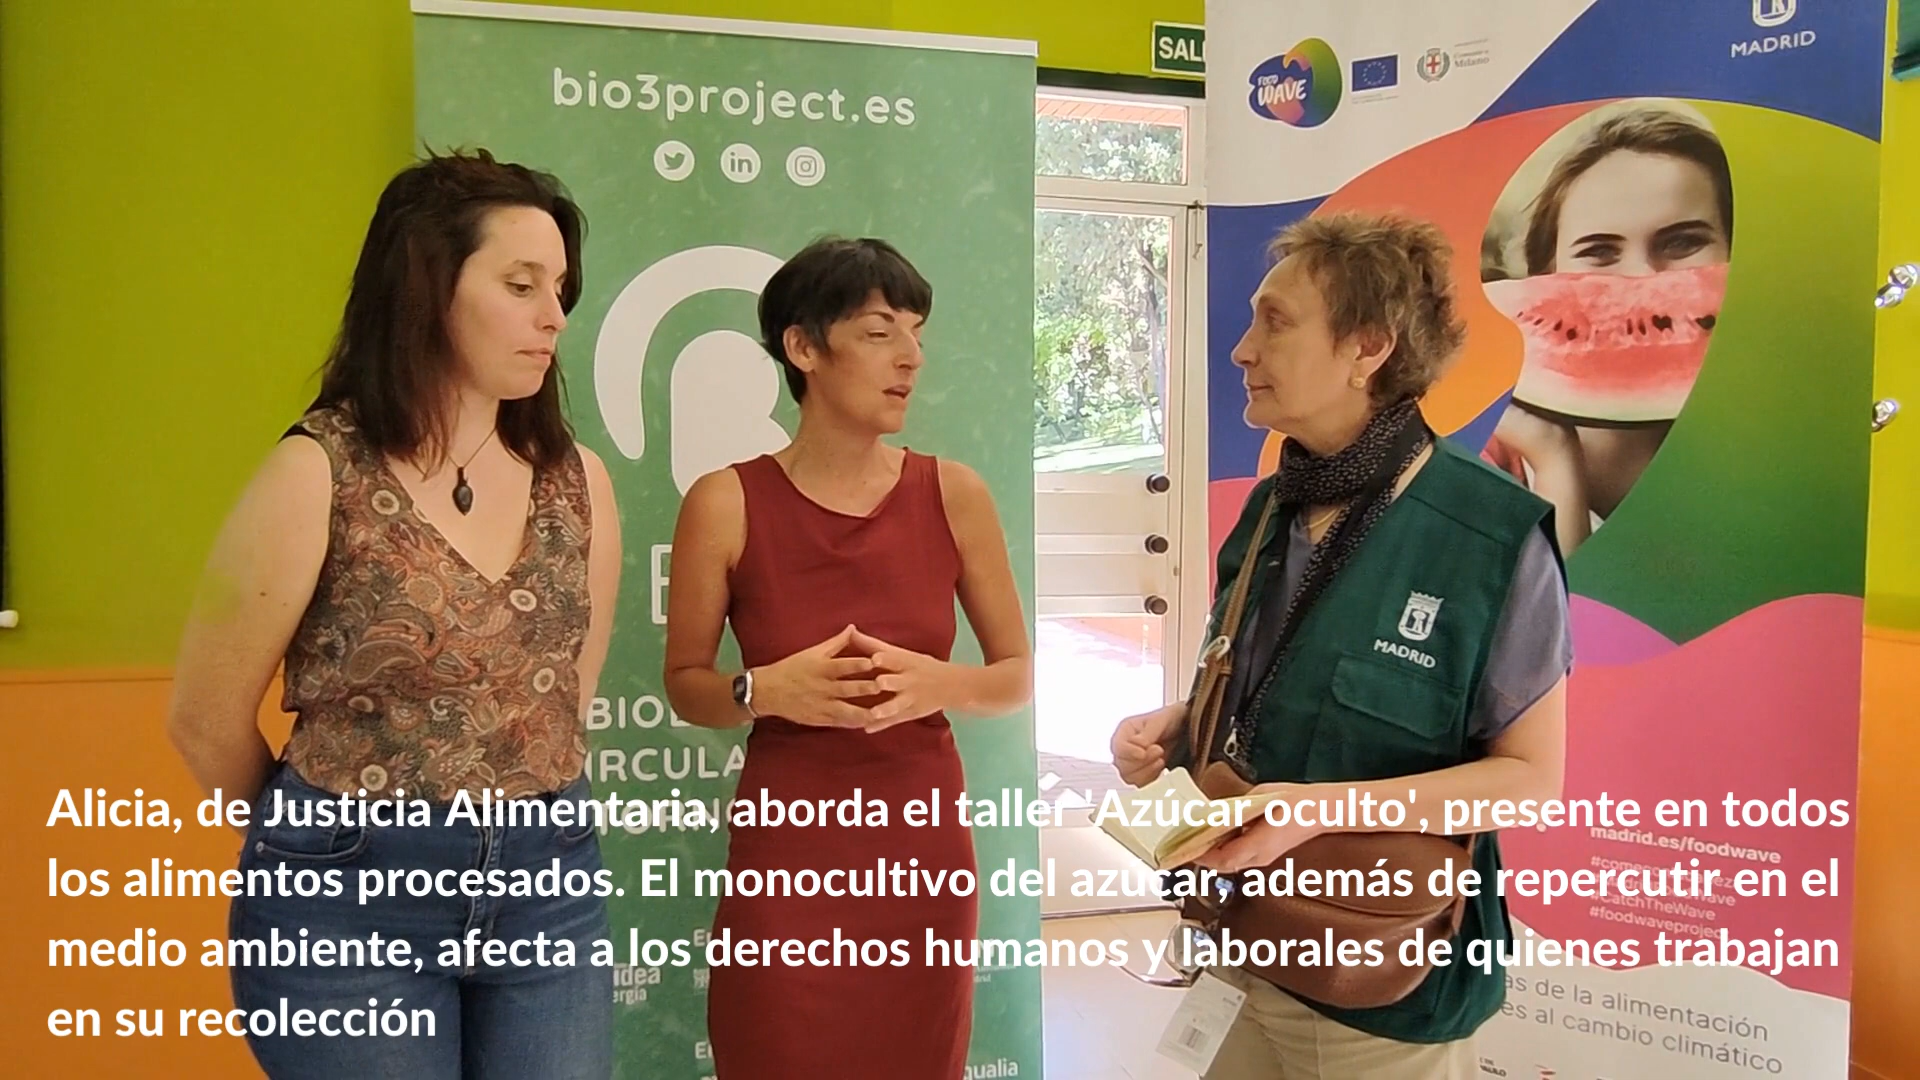 bio3project.es
in
SAL
FOOD
WAVE
Milano
MADRID
MADRID
Alicia, de Justicia Alimentaria, aborda el taller 'Azúcar oculto', presente en todos
los alimentos procesados. El monocultivo del azúcar, además de repercutir en el
medio ambiente, afecta a los derechos humanos y laborales de quienes trabajan
en su recolección
madrid.es/foodwave
#CatchTheWave
#foodwaveproject
de la alimentación
al cambio climático